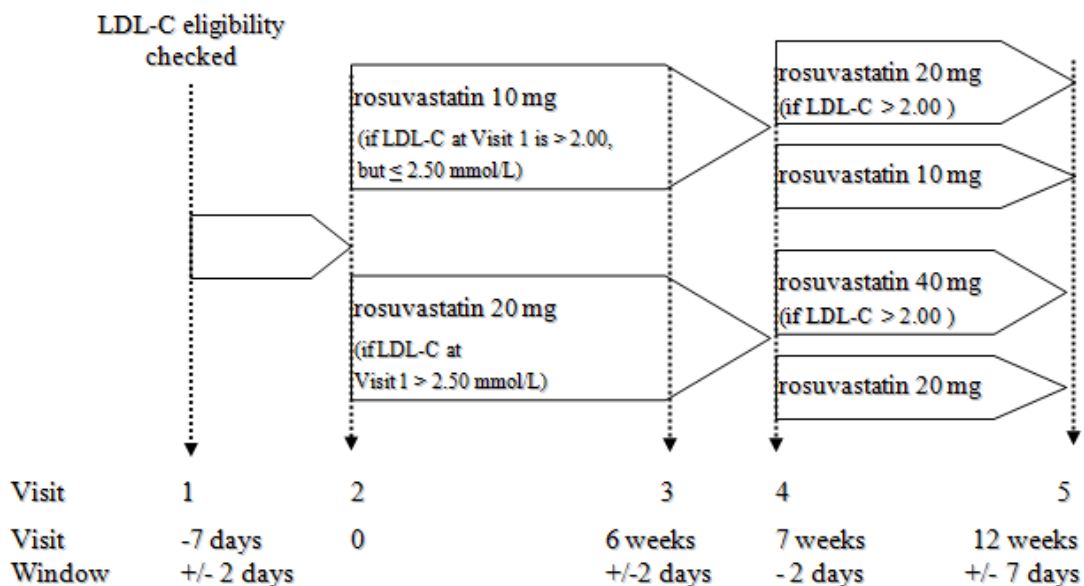 LDL-C eligibility
checked
rosuvastatin 10 mg
(if LDL-C at Visit 1 is > 2.00,
but ≤ 2.50 mmol/L)
rosuvastatin 20 mg
(if LDL-C > 2.00 )
rosuvastatin 10 mg
rosuvastatin 20 mg
(if LDL-C at
Visit 1 > 2.50 mmol/L)
rosuvastatin 40 mg
(if LDL-C > 2.00 )
rosuvastatin 20 mg
Visit 1 2 3 4 5
Visit -7 days 0 6 weeks 7 weeks 12 weeks
Window +/- 2 days +/-2 days - 2 days +/- 7 days